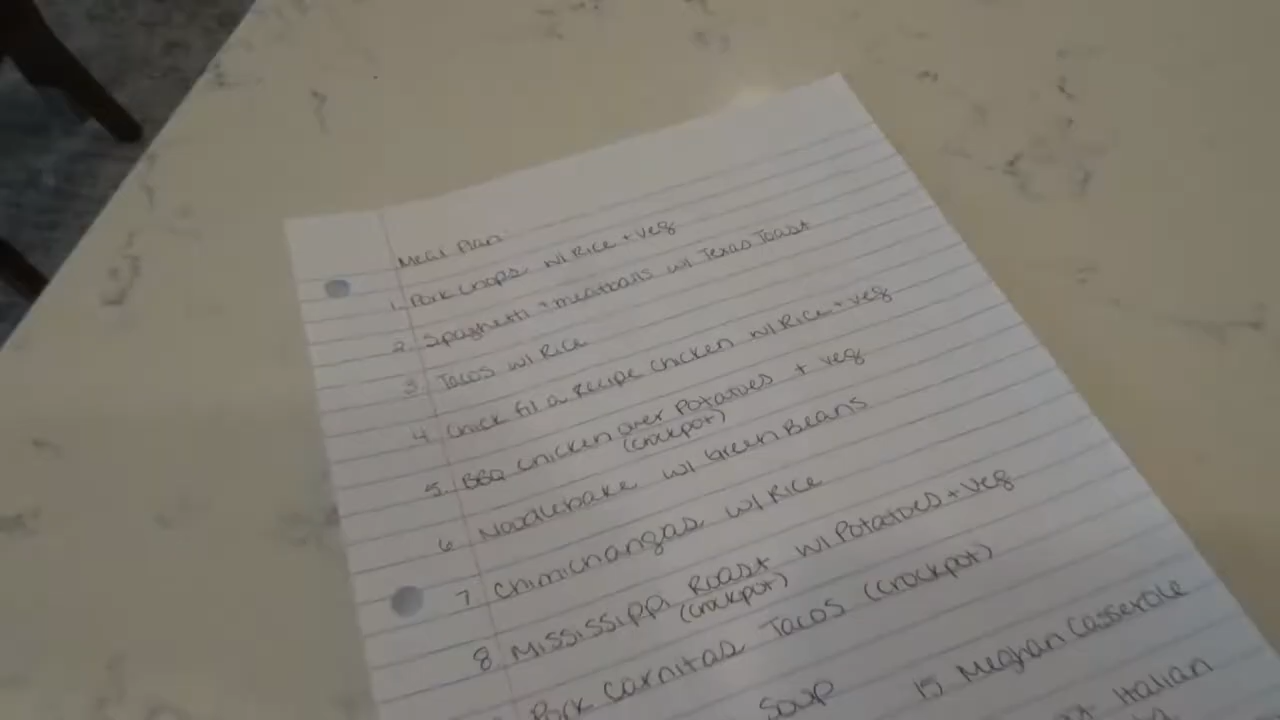 Meal Plan
1. Pork chops w/ Rice + veg
2. Spaghetti + meatballs w/ Texas Toast
3. Tacos w/ Rice
4. Chick fil a Recipe chicken w/ Rice + veg
5. BBQ chicken over Potatoes + veg
(crockpot)
6 Noodlebake w/ Green Beans
7 Chimichangas w/ Rice
8 Mississippi Roast w/ Potatoes + veg
(crockpot)
Pork Carnitas Tacos (crockpot)
Soup 15 Meghan Casserole
Italian